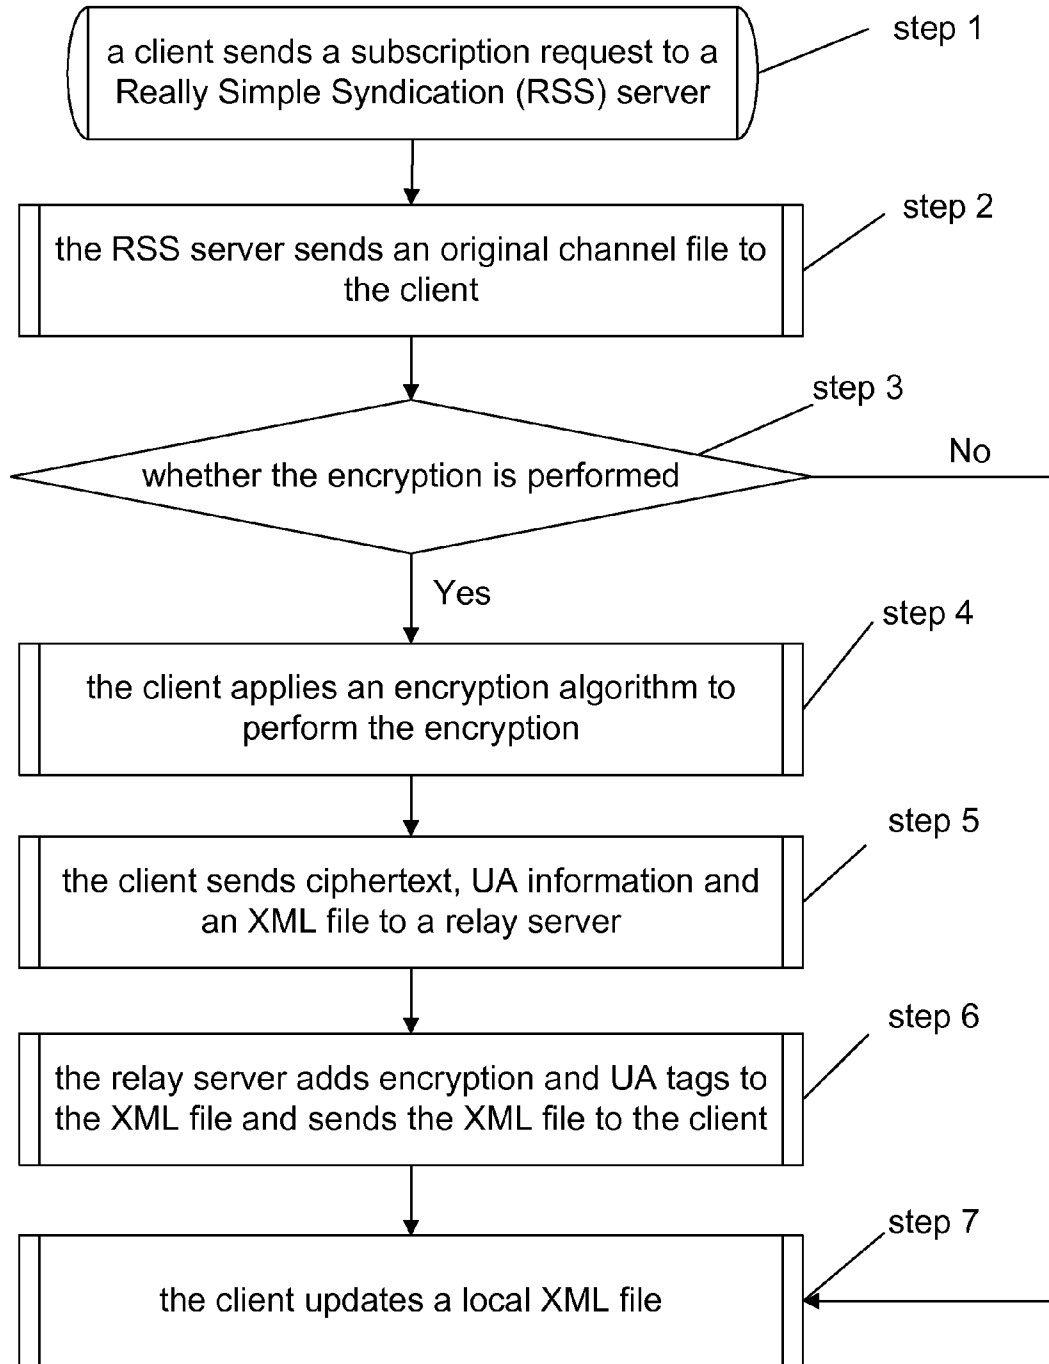 a client sends a subscription request to a
Really Simple Syndication (RSS) server
step 1
the RSS server sends an original channel file to
the client
step 2
whether the encryption is performed
step 3
No
Yes
the client applies an encryption algorithm to
perform the encryption
step 4
the client sends ciphertext, UA information and
an XML file to a relay server
step 5
the relay server adds encryption and UA tags to
the XML file and sends the XML file to the client
step 6
the client updates a local XML file
step 7